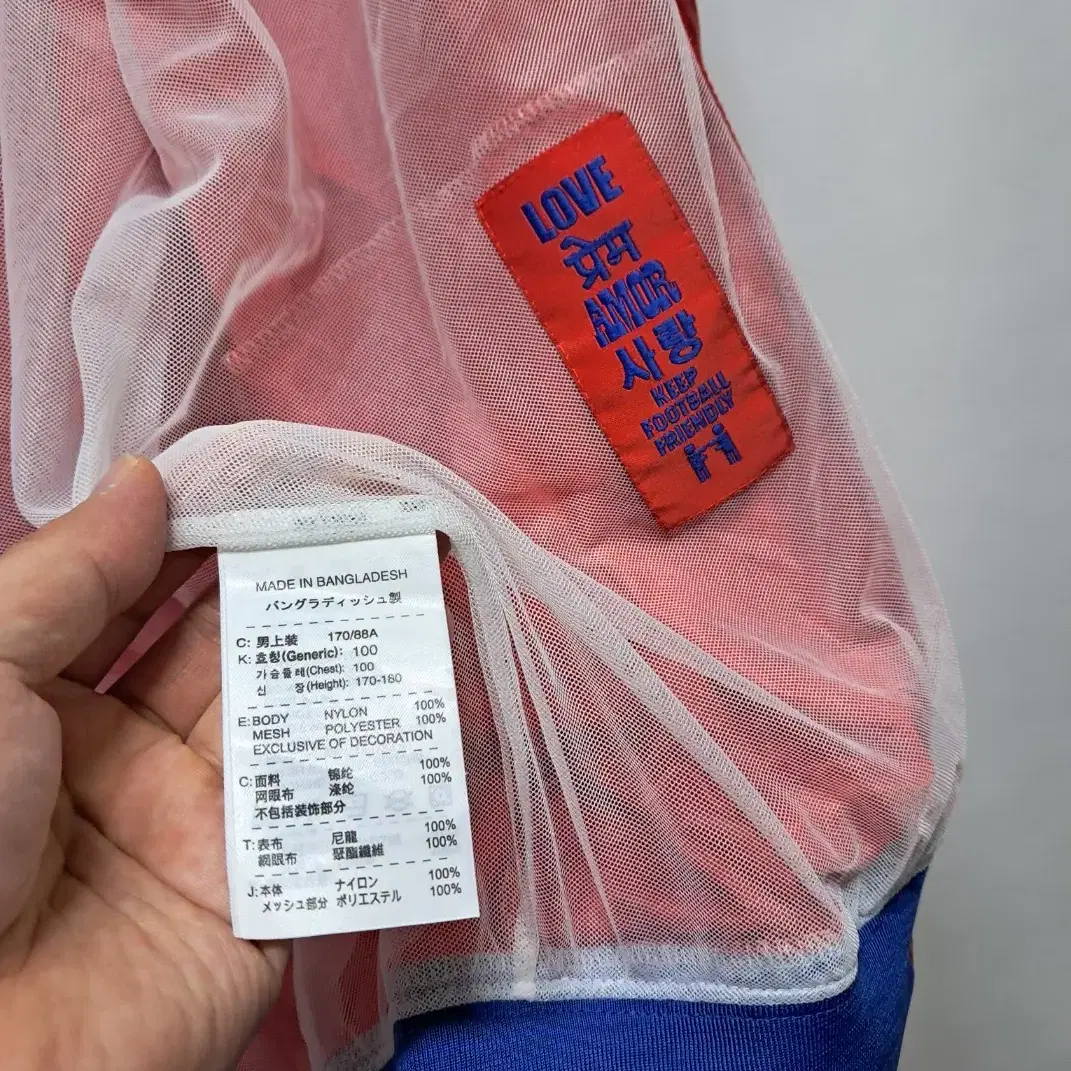 LOVE
प्रेम
AMOR
사랑
KEEP
FOOTBALL
FRIENDLY
MADE IN BANGLADESH
バングラディッシュ製
C: 男上装 170/88A
K: 호칭(Generic): 100
가슴둘레(Chest): 100
신 장(Height): 170-180
E: BODY NYLON 100%
MESH POLYESTER 100%
EXCLUSIVE OF DECORATION
C: 面料 锦纶 100%
网眼布 涤纶 100%
不包括装饰部分
T: 表布 尼龍 100%
網眼布 聚酯纖維 100%
J: 本体 ナイロン 100%
メッシュ部分 ポリエステル 100%